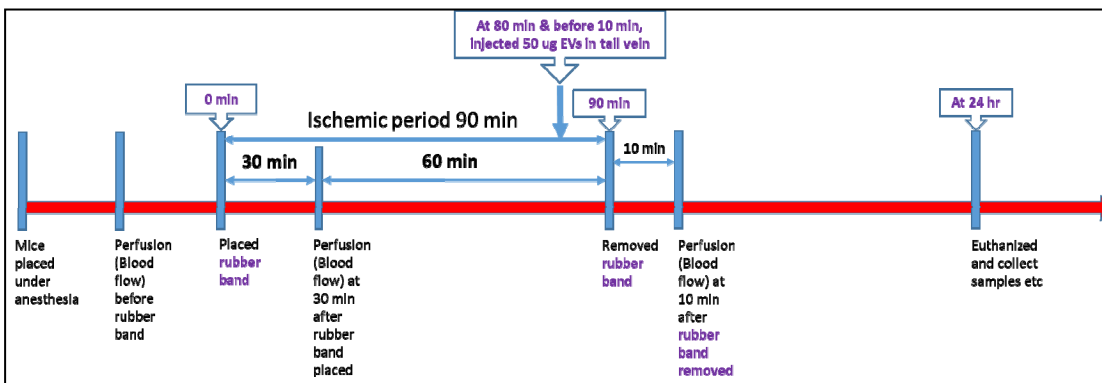 At 80 min & before 10 min,
injected 50 ug EVs in tail vein
0 min
90 min
At 24 hr
Ischemic period 90 min
30 min
60 min
10 min
Mice
placed
under
anesthesia
Perfusion
(Blood
flow)
before
rubber
band
Placed
rubber
band
Perfusion
(Blood
flow) at
30 min
after
rubber
band
placed
Removed
rubber
band
Perfusion
(Blood
flow) at
10 min
after
rubber
band
removed
Euthanized
and collect
samples etc